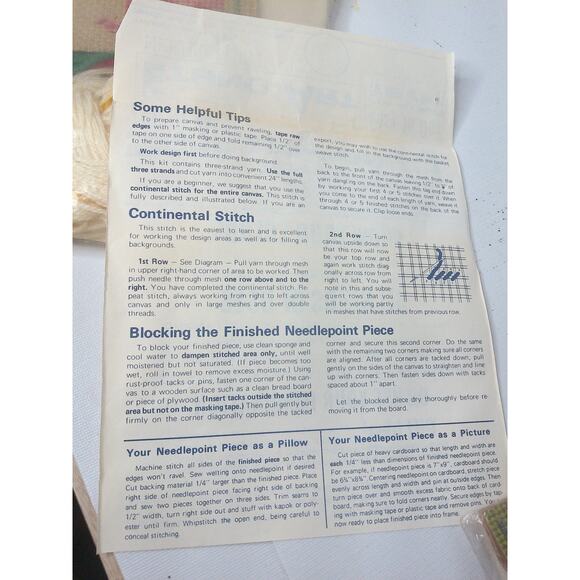 Some Helpful Tips
To prepare canvas and prevent raveling, tape raw
edges with 1" masking or plastic tape. Place 1/2" of
tape on one side of edge and fold remaining 1/2" over
to the other side of canvas.
Work design first before doing background.
This kit contains three-strand yarn. Use the full
three strands and cut yarn into convenient 24" lengths.
If you are a beginner, we suggest that you use the
continental stitch for the entire canvas. This stitch is
fully described and illustrated below. If you are an
expert, you may wish to use the continental stitch for
the design and fill in the background with the basket
weave stitch.
To begin, pull yarn through the mesh from the
back to the front of the canvas leaving 1/2" to
yarn dangling on the back. Fasten this tag end down
by working your first 4 or 5 stitches over it. When
you come to the end of each length of yarn, weave it
through 4 or 5 finished stitches on the back of the
canvas to secure it. Clip loose ends.
Continental Stitch
This stitch is the easiest to learn and is excellent
for working the design areas as well as for filling in
backgrounds.
1st Row — See Diagram — Pull yarn through mesh
in upper right-hand corner of area to be worked. Then
push needle through mesh one row above and to the
right. You have completed the continental stitch. Re-
peat stitch, always working from right to left across
canvas and only in large meshes and over double
threads.
2nd Row — Turn
canvas upside down so
that this row will now
be your top row and
again work stitch diag-
onally across row from
right to left. You will
note in this and subse-
quent rows that you
will be working partly
in meshes that have stitches from previous row.
Blocking the Finished Needlepoint Piece
To block your finished piece, use clean sponge and
cool water to dampen stitched area only, until well
moistened but not saturated. (If piece becomes too
wet, roll in towel to remove excess moisture.) Using
rust-proof tacks or pins, fasten one corner of the can-
vas to a wooden surface such as a clean bread board
or piece of plywood. (Insert tacks outside the stitched
area but not on the masking tape.) Then pull gently but
firmly on the corner diagonally opposite the tacked
corner and secure this second corner. Do the same
with the remaining two corners making sure all corners
are aligned. After all corners are tacked down, pull
gently on the sides of the canvas to straighten and line
up with corners. Then fasten sides down with tacks
spaced about 1" apart.
Let the blocked piece dry thoroughly before re-
moving it from the board.
Your Needlepoint Piece as a Pillow
Machine stitch all sides of the finished piece so that the
edges won't ravel. Sew welting onto needlepoint if desired.
Cut backing material 1/4" larger than the finished piece. Place
right side of needlepoint piece facing right side of backing
and sew two pieces together on three sides. Trim seams to
1/2" width, turn right side out and stuff with kapok or poly-
ester until firm. Whipstitch the open end, being careful to
conceal stitching.
Your Needlepoint Piece as a Picture
Cut piece of heavy cardboard so that length and width are
each 1/4" less than dimensions of finished needlepoint piece.
For example, if needlepoint piece is 7"x9", cardboard should
be 6¾"x8¾". Centering needlepoint on cardboard, stretch piece
evenly across length and width and pin at outside edges. Then
turn piece over and smooth excess fabric onto back of card-
board, making sure to fold corners neatly. Secure edges by tap-
ing with masking tape or plastic tape and remove pins. You
now ready to place finished piece into frame.